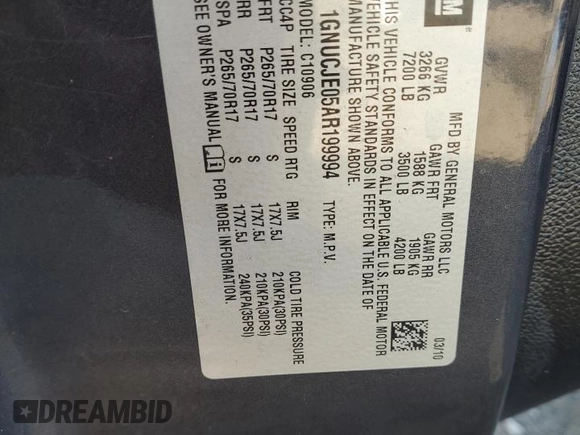 GM
®
MFD BY GENERAL MOTORS LLC
03/10
GVWR GAWR FRT GAWR RR
3266 KG 1588 KG 1905 KG
7200 LB 3500 LB 4200 LB
THIS VEHICLE CONFORMS TO ALL APPLICABLE U.S. FEDERAL MOTOR
VEHICLE SAFETY STANDARDS IN EFFECT ON THE DATE OF
MANUFACTURE SHOWN ABOVE.
1GNUCJE05AR199994 TYPE: M.P.V.
C10906
CC4P TIRE SIZE SPEED RTG RIM COLD TIRE PRESSURE
FRT P265/70R17 S 17X7.5J 210KPA(30PSI)
RR P265/70R17 S 17X7.5J 210KPA(30PSI)
SPA P265/70R17 S 17X7.5J 240KPA(35PSI)
SEE OWNER'S MANUAL FOR MORE INFORMATION.
DREAMBID